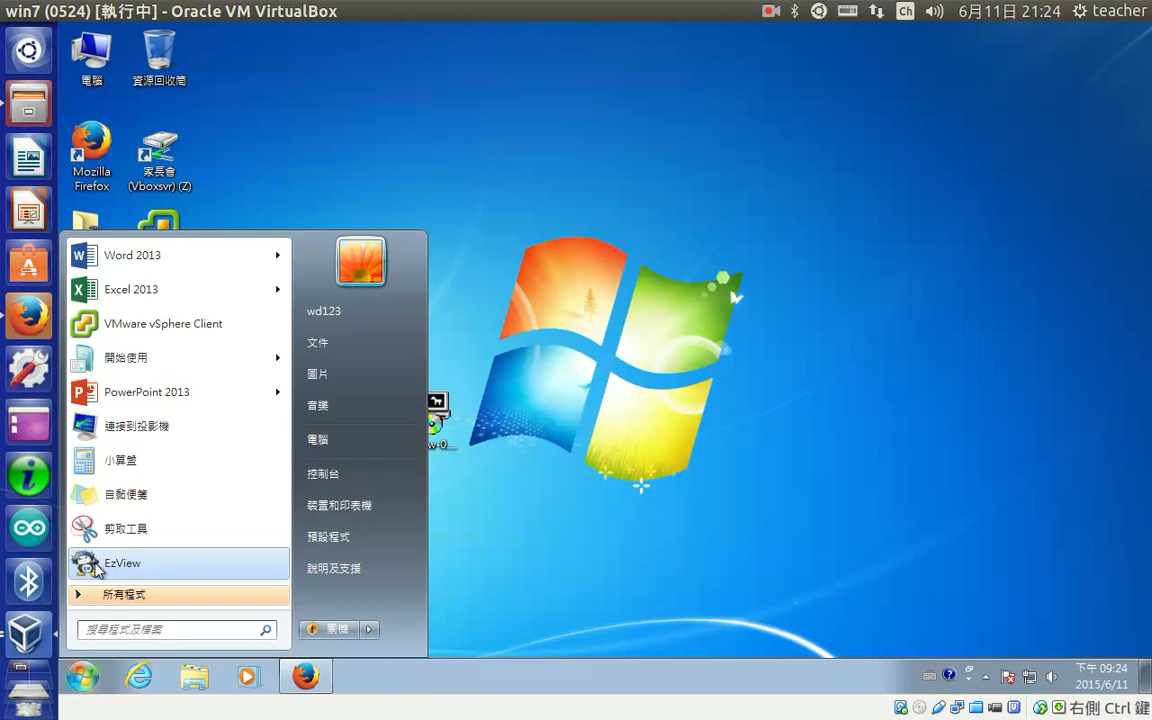 win7 (0524) [執行中] - Oracle VM VirtualBox
Ch
6月11日 21:24
teacher
電腦
資源回收筒
Mozilla
Firefox
家長會
(Vboxsvr) (Z)
Word 2013
Excel 2013
VMware vSphere Client
開始使用
PowerPoint 2013
連接到投影機
小算盤
自黏便箋
剪取工具
EzView
所有程式
搜尋程式及檔案
wd123
文件
圖片
音樂
電腦
控制台
裝置和印表機
預設程式
說明及支援
關機
w-0...
下午 09:24
2015/6/11
右側 Ctrl 鍵